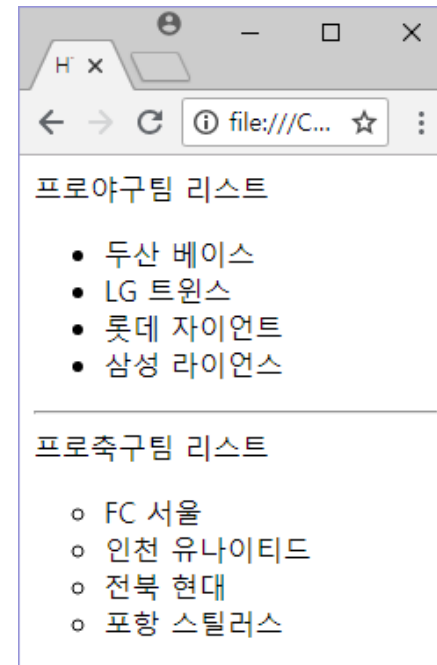 H
file:///C...
프로야구팀 리스트
두산 베이스
LG 트윈스
롯데 자이언트
삼성 라이언스
프로축구팀 리스트
FC 서울
인천 유나이티드
전북 현대
포항 스틸러스